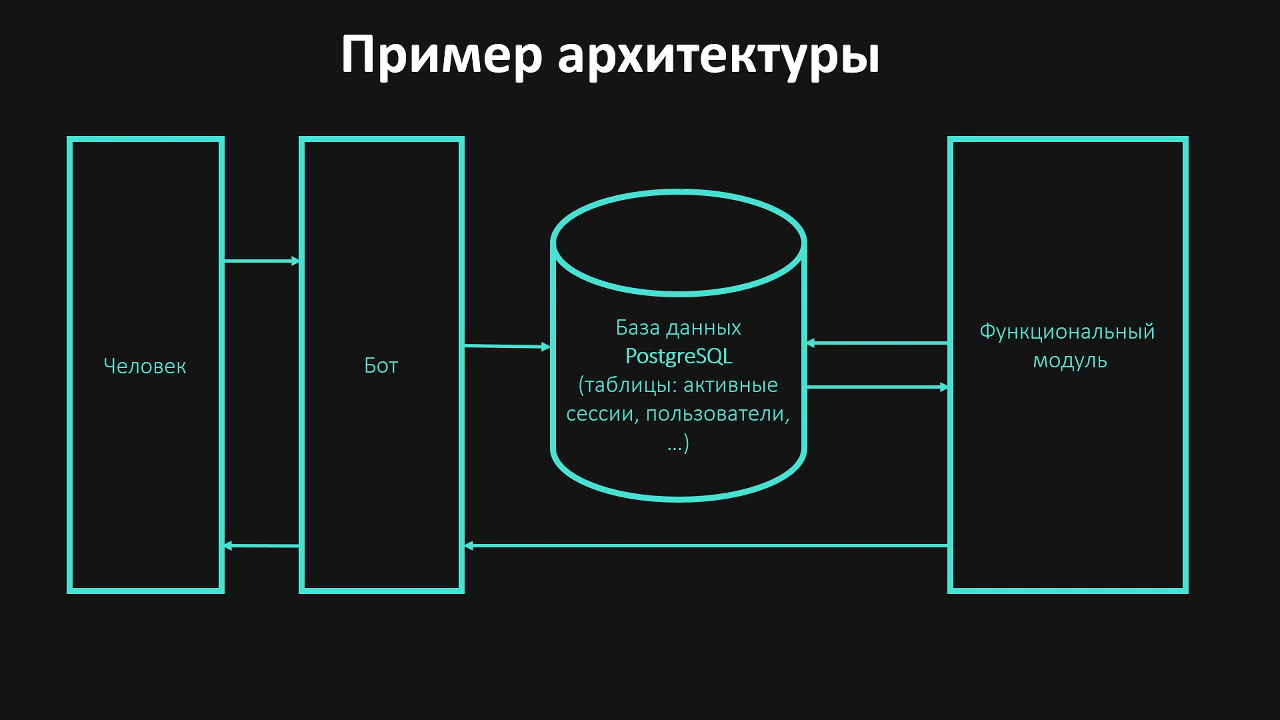 Пример архитектуры
Человек
Бот
База данных
PostgreSQL
(таблицы: активные
сессии, пользователи,
...)
Функциональный
модуль